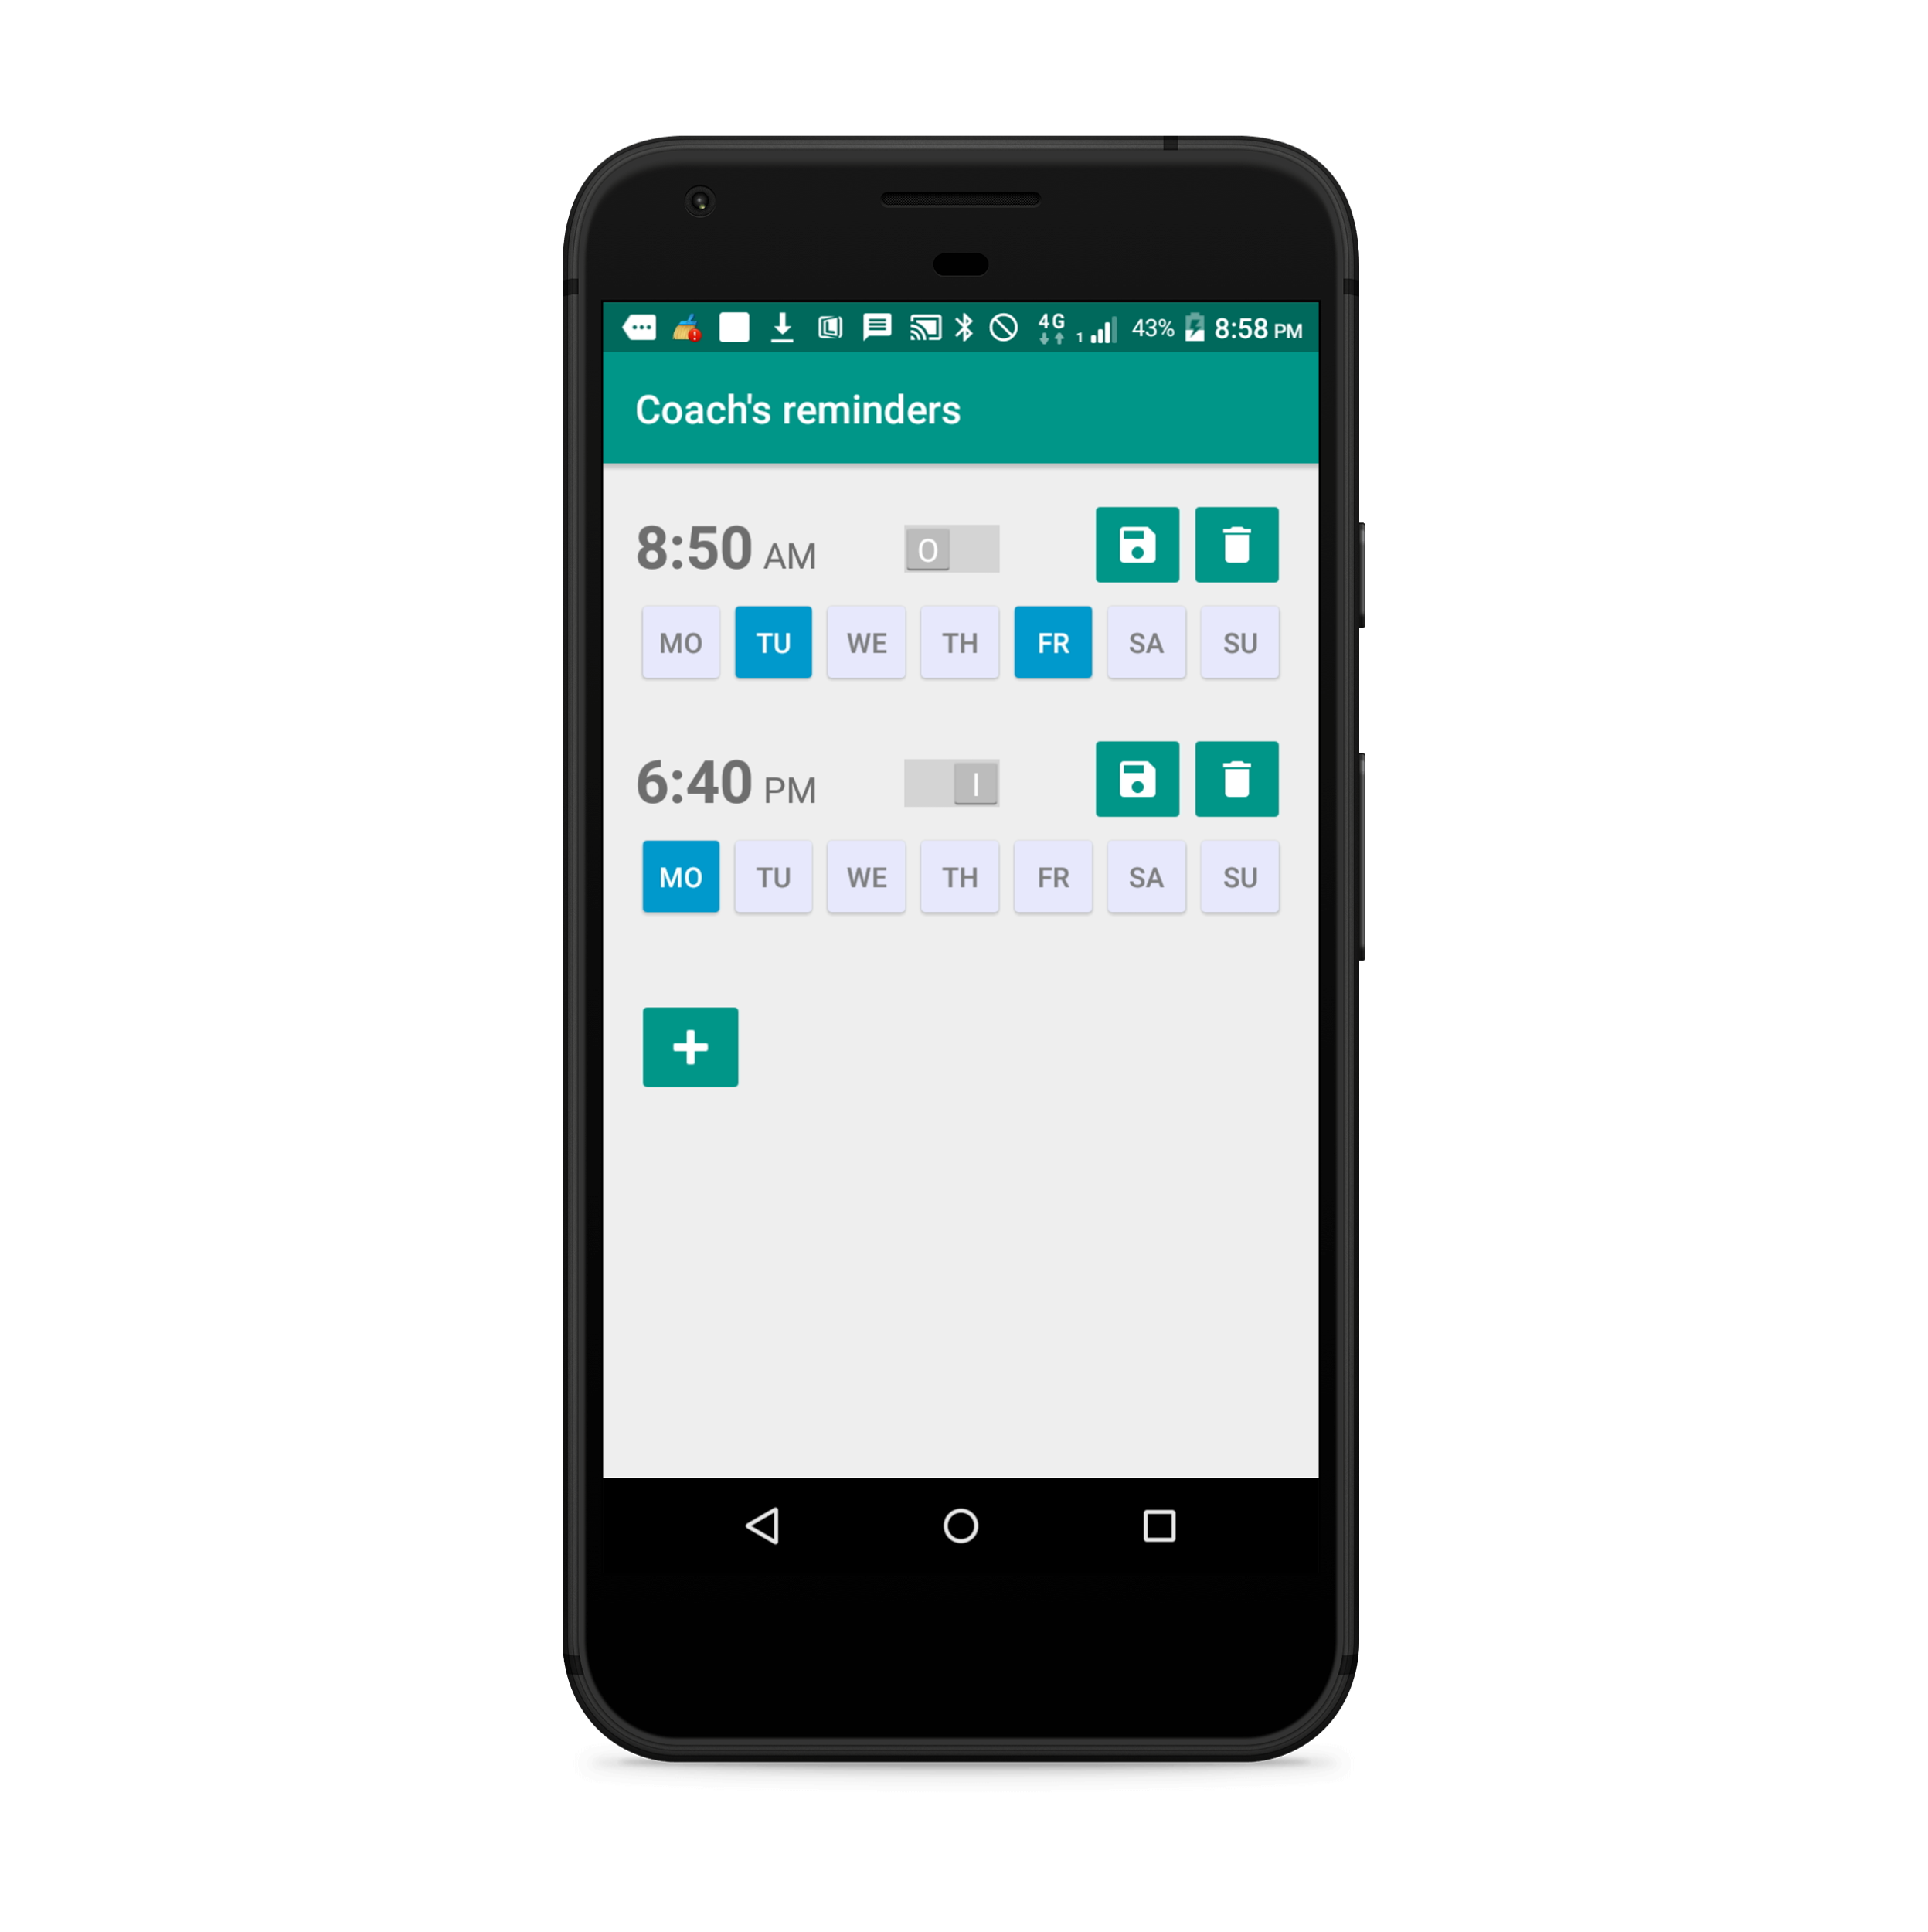 4G 1 43% 8:58 PM
Coach's reminders
8:50 AM O
MO TU WE TH FR SA SU
6:40 PM I
MO TU WE TH FR SA SU